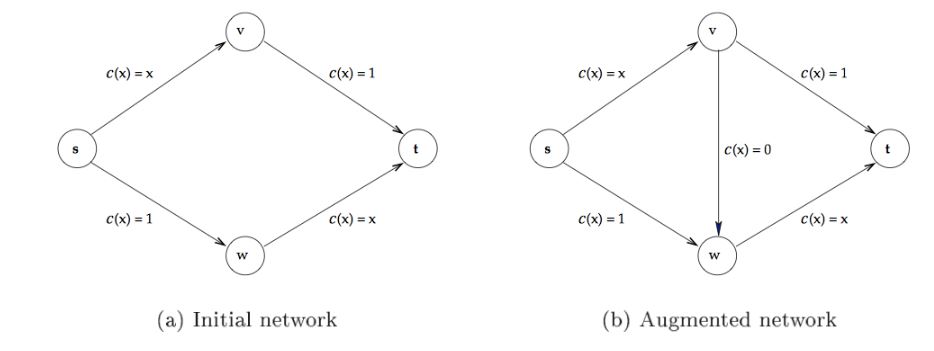 v
c(x) = x
c(x) = 1
s
t
c(x) = 1
c(x) = x
w
(a) Initial network
v
c(x) = x
c(x) = 1
s
c(x) = 0
t
c(x) = 1
c(x) = x
w
(b) Augmented network